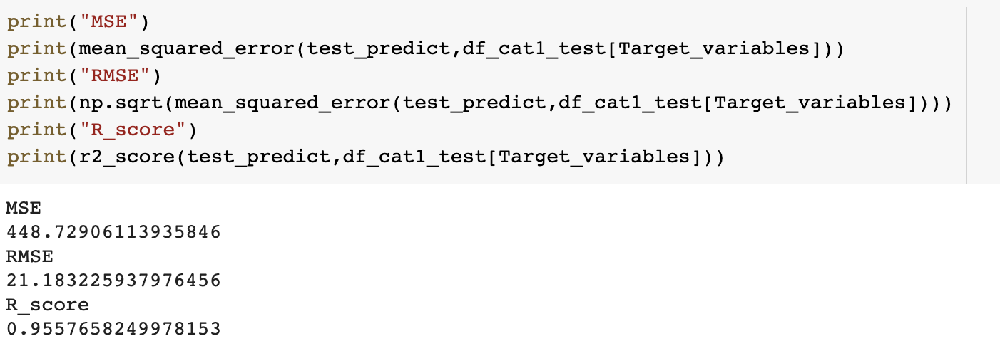 print("MSE")
print(mean_squared_error(test_predict,df_cat1_test[Target_variables]))
print("RMSE")
print(np.sqrt(mean_squared_error(test_predict,df_cat1_test[Target_variables])))
print("R_score")
print(r2_score(test_predict,df_cat1_test[Target_variables]))
MSE
448.72906113935846
RMSE
21.183225937976456
R_score
0.9557658249978153